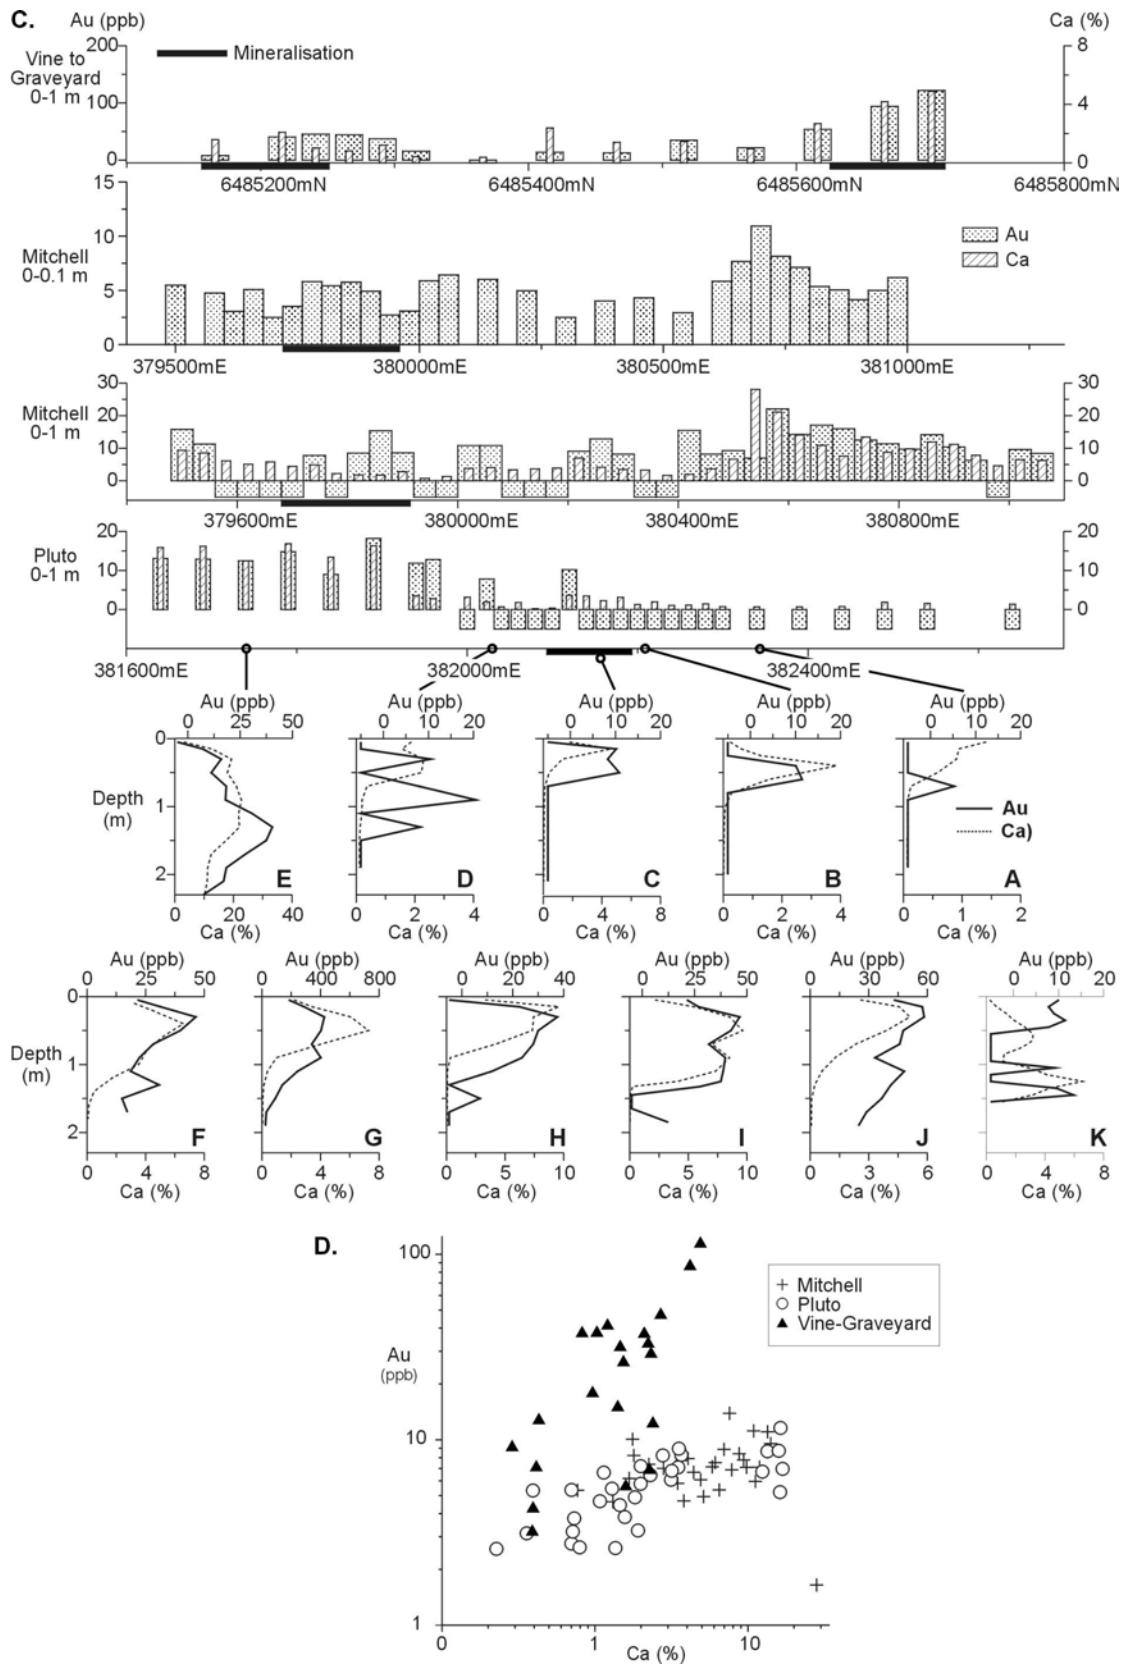 C.
Au (ppb)
Ca (%)
Vine to
Graveyard
0-1 m
200
100
0
Mineralisation
8
4
0
6485200mN
6485400mN
6485600mN
6485800mN
Mitchell
0-0.1 m
15
10
5
0
Au
Ca
379500mE
380000mE
380500mE
381000mE
Mitchell
0-1 m
30
20
10
0
30
20
10
0
379600mE
380000mE
380400mE
380800mE
Pluto
0-1 m
20
10
0
20
10
0
381600mE
382000mE
382400mE
Au (ppb)
Au (ppb)
Au (ppb)
Au (ppb)
Au (ppb)
0 25 50
0 10 20
0 10 20
0 10 20
0 10 20
Depth
(m)
0
1
2
Au
Ca)
E
D
C
B
A
0 20 40
0 2 4
0 4 8
0 2 4
0 1 2
Ca (%)
Ca (%)
Ca (%)
Ca (%)
Ca (%)
Au (ppb)
Au (ppb)
Au (ppb)
Au (ppb)
Au (ppb)
Au (ppb)
0 25 50
0 400 800
0 20 40
0 25 50
0 30 60
0 10 20
Depth
(m)
0
1
2
F
G
H
I
J
K
0 4 8
0 2 4 6 8
0 5 10
0 5 10
0 3 6
0 4 8
Ca (%)
Ca (%)
Ca (%)
Ca (%)
Ca (%)
Ca (%)
D.
100
10
1
Au
(ppb)
Mitchell
Pluto
Vine-Graveyard
0 1 10
Ca (%)